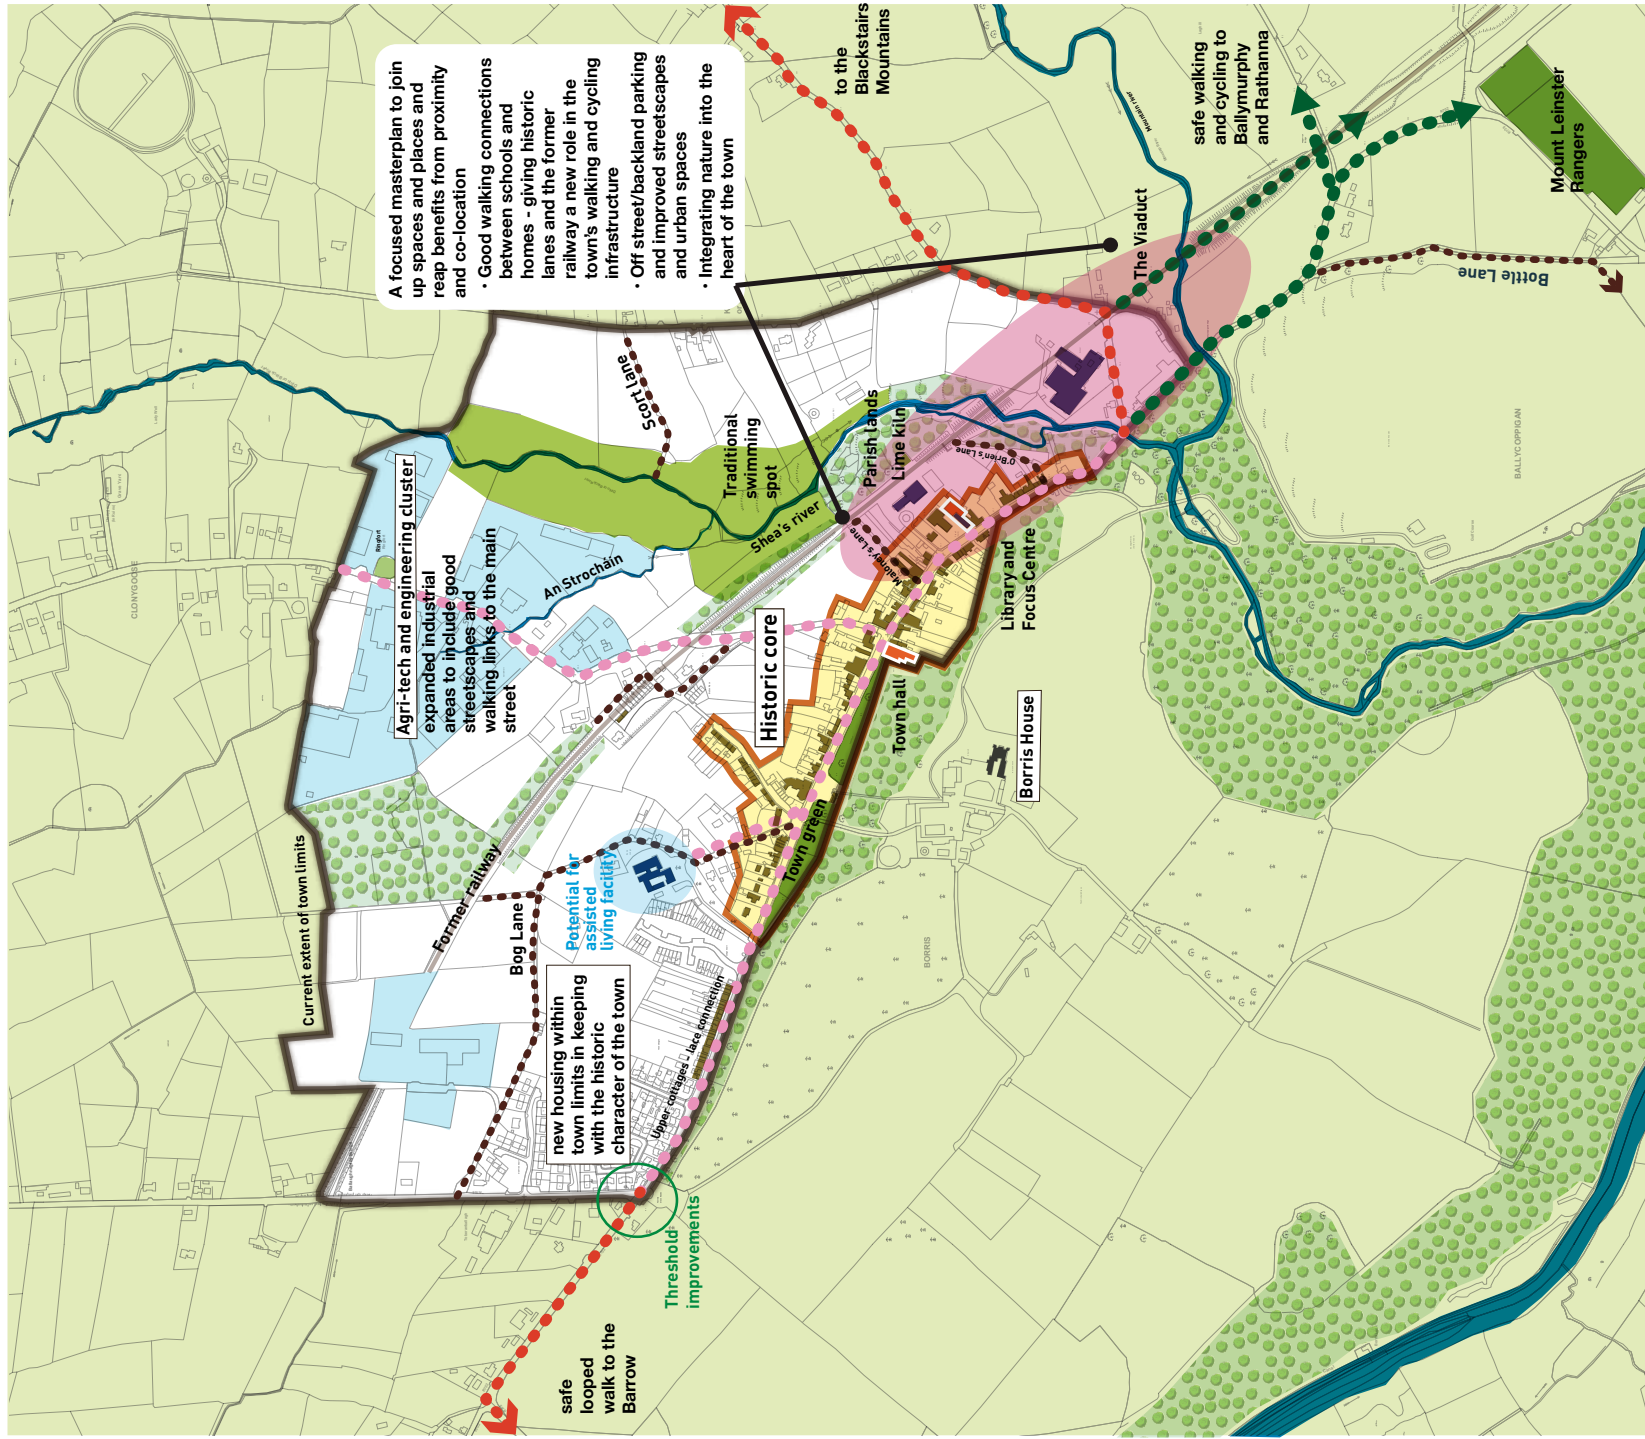 A focused masterplan to join
up spaces and places and
reap benefits from proximity
and co-location
• Good walking connections
between schools and
homes - giving historic
lanes and the former
railway a new role in the
town's walking and cycling
infrastructure
• Off street/backland parking
and improved streetscapes
and urban spaces
• Integrating nature into the
heart of the town
to the
Blackstairs
Mountains
Mountain river
safe walking
and cycling to
Ballymurphy
and Rathanna
Mount Leinster
Rangers
The Viaduct
Bottle Lane
Scort Lane
Traditional
swimming
spot
Parish lands
Lime kiln
O'Brien's Lane
Maloney's Lane
Shea's river
An Strocháin
Agri-tech and engineering cluster
expanded industrial
areas to include good
streetscapes and
walking links to the main
street
Ringfort
CLONYGOOSE
Historic core
Library and
Focus Centre
Town hall
Borris House
Town green
BALLYCOPPIGAN
BORRIS
Current extent of town limits
Former railway
Bog Lane
Potential for
assisted
living facility
new housing within
town limits in keeping
with the historic
character of the town
Upper cottages - lace connection
Threshold
improvements
safe
looped
walk to the
Barrow